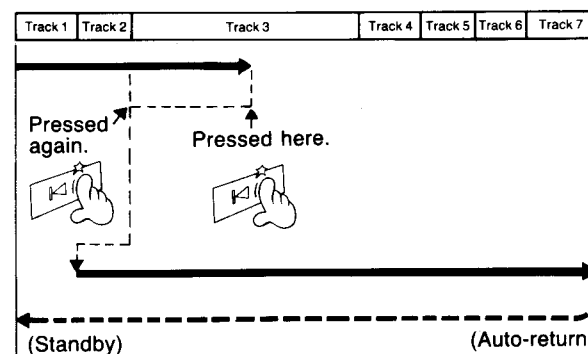 Track 1 Track 2 Track 3 Track 4 Track 5 Track 6 Track 7
Pressed
again.
Pressed here.
(Standby)
(Auto-return